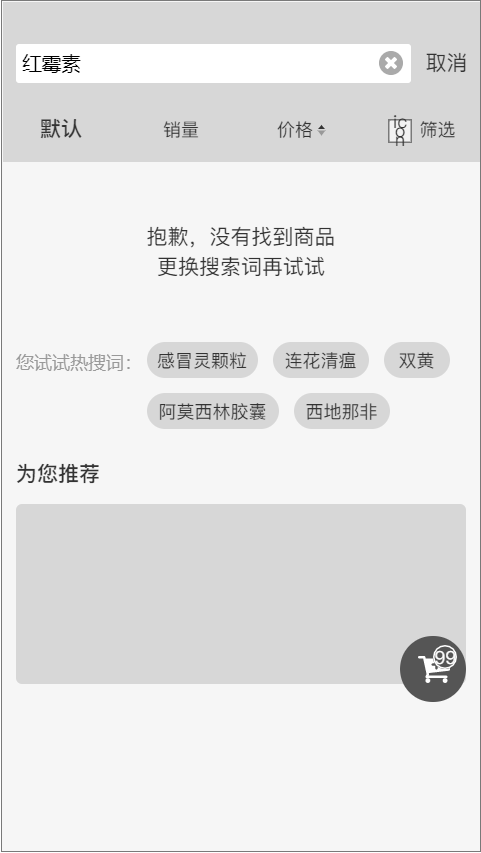 红霉素 取消
默认 销量 价格 icon 筛选
抱歉，没有找到商品
更换搜索词再试试
您试试热搜词： 感冒灵颗粒 连花清瘟 双黄
阿莫西林胶囊 西地那非
为您推荐
99